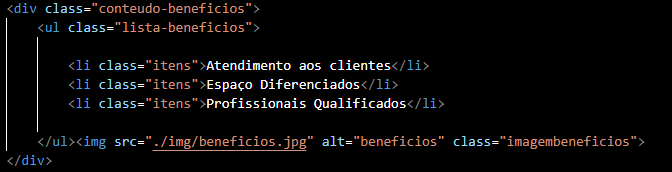 <div class="conteudo-beneficios">
<ul class="lista-beneficios">
<li class="itens">Atendimento aos clientes</li>
<li class="itens">Espaço Diferenciados</li>
<li class="itens">Profissionais Qualificados</li>
</ul><img src="./img/beneficios.jpg" alt="beneficios" class="imagembeneficios">
</div>